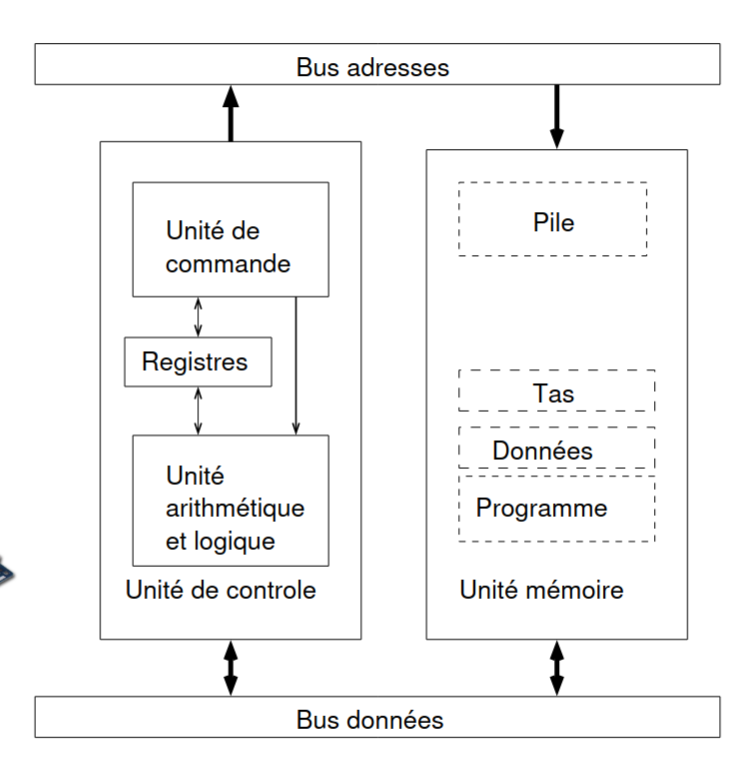 Bus adresses
Unité de
commande
Registres
Unité
arithmétique
et logique
Unité de controle
Pile
Tas
Données
Programme
Unité mémoire
Bus données